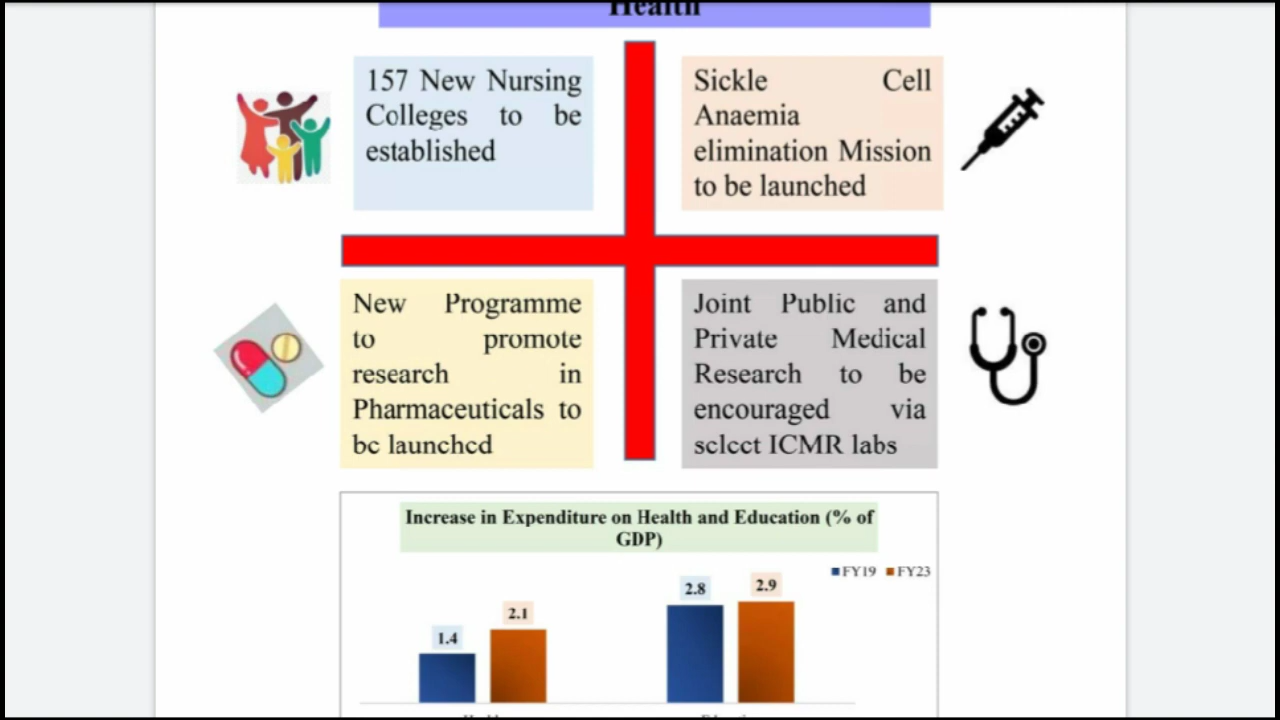 Health
157 New Nursing
Colleges to be
established
Sickle Cell
Anaemia
elimination Mission
to be launched
New Programme
to promote
research in
Pharmaceuticals to
be launched
Joint Public and
Private Medical
Research to be
encouraged via
select ICMR labs
Increase in Expenditure on Health and Education (% of
GDP)
FY19 FY23
1.4 2.1 2.8 2.9